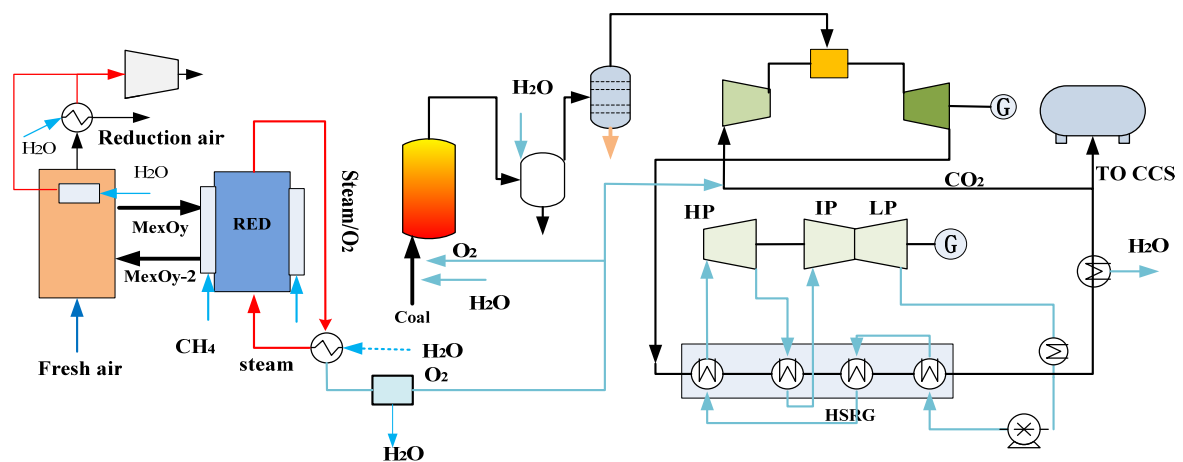 H2O
Reduction air
H2O
MexOy
MexOy-2
RED
Fresh air
CH4
steam
Steam/O2
H2O
O2
H2O
Coal
O2
H2O
H2O
G
CO2
TO CCS
HP
IP
LP
G
H2O
HSRG